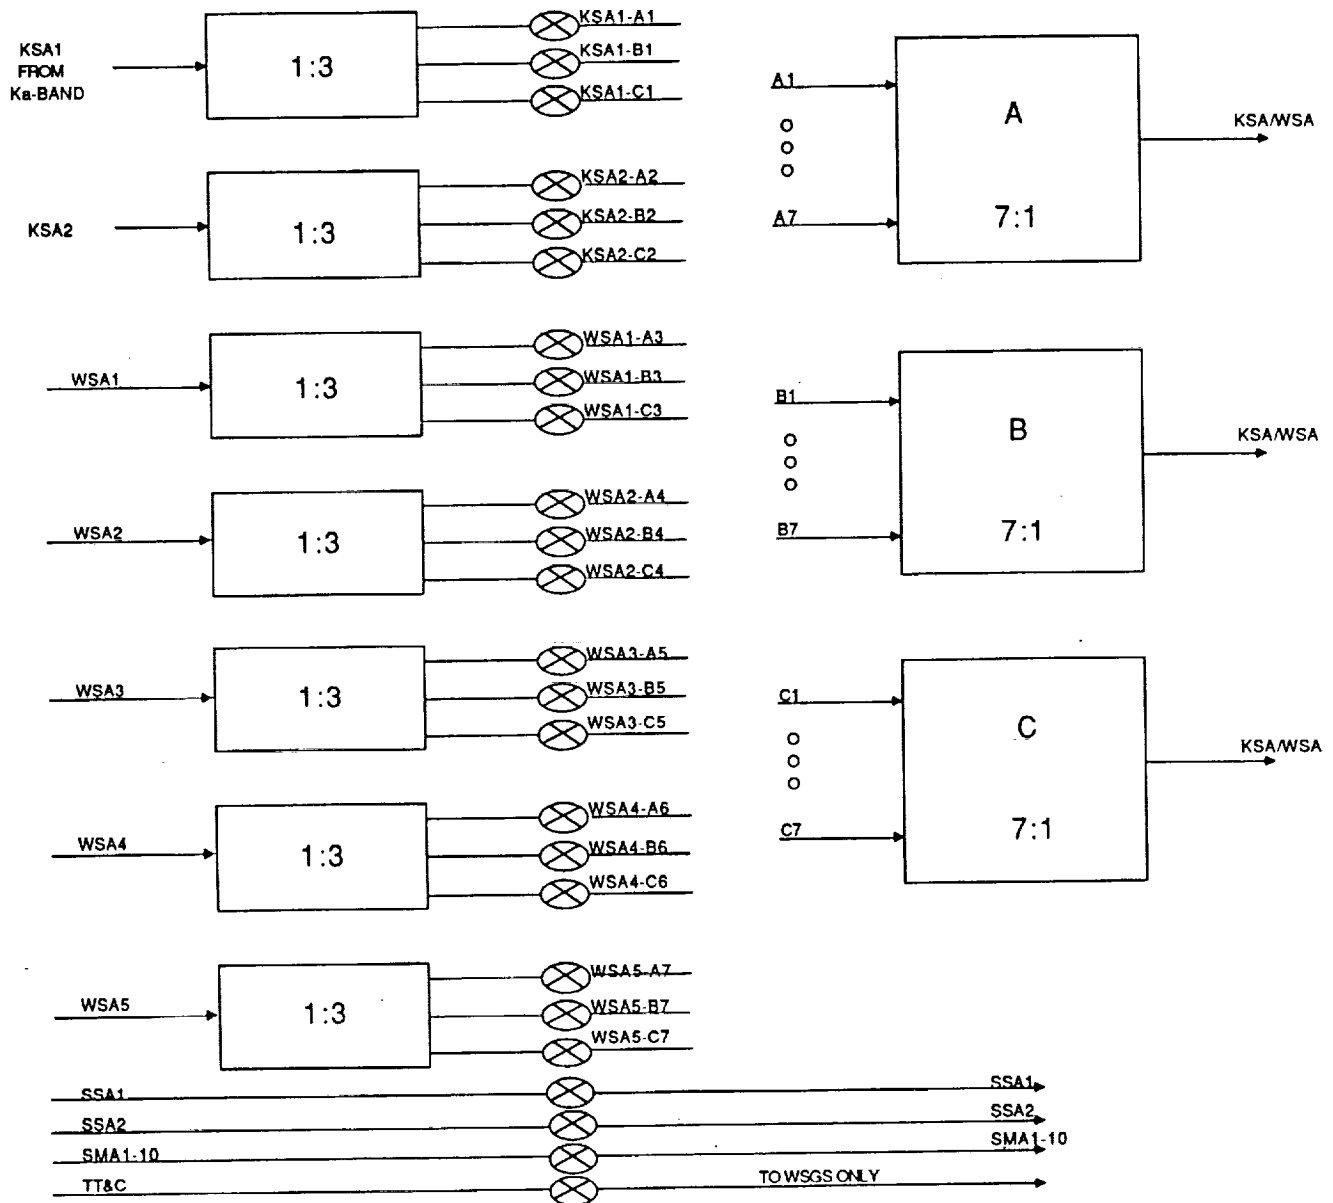 KSA1
FROM
Ka-BAND
1:3
KSA1-A1
KSA1-B1
KSA1-C1
KSA2
1:3
KSA2-A2
KSA2-B2
KSA2-C2
WSA1
1:3
WSA1-A3
WSA1-B3
WSA1-C3
WSA2
1:3
WSA2-A4
WSA2-B4
WSA2-C4
WSA3
1:3
WSA3-A5
WSA3-B5
WSA3-C5
WSA4
1:3
WSA4-A6
WSA4-B6
WSA4-C6
WSA5
1:3
WSA5-A7
WSA5-B7
WSA5-C7
A1
A7
A
7:1
KSA/WSA
B1
B7
B
7:1
KSA/WSA
C1
C7
C
7:1
KSA/WSA
SSA1
SSA1
SSA2
SSA2
SMA1-10
SMA1-10
TT&C
TO WSGS ONLY